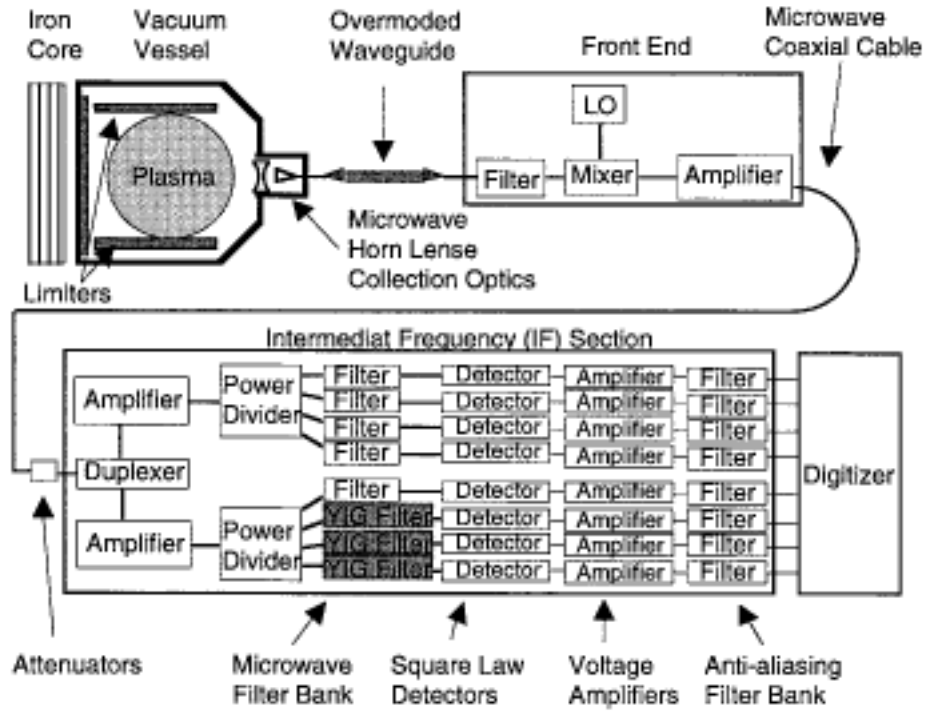 Iron Core
Vacuum Vessel
Overmoded Waveguide
Front End
Microwave Coaxial Cable
LO
Plasma
Filter
Mixer
Amplifier
Microwave
Horn Lense
Collection Optics
Limiters
Intermediat Frequency (IF) Section
Amplifier
Power Divider
Filter Detector Amplifier Filter
Filter Detector Amplifier Filter
Filter Detector Amplifier Filter
Filter Detector Amplifier Filter
Duplexer
Digitizer
Amplifier
Power Divider
Filter Detector Amplifier Filter
YIG Filter Detector Amplifier Filter
YIG Filter Detector Amplifier Filter
YIG Filter Detector Amplifier Filter
Attenuators
Microwave Filter Bank
Square Law Detectors
Voltage Amplifiers
Anti-aliasing Filter Bank